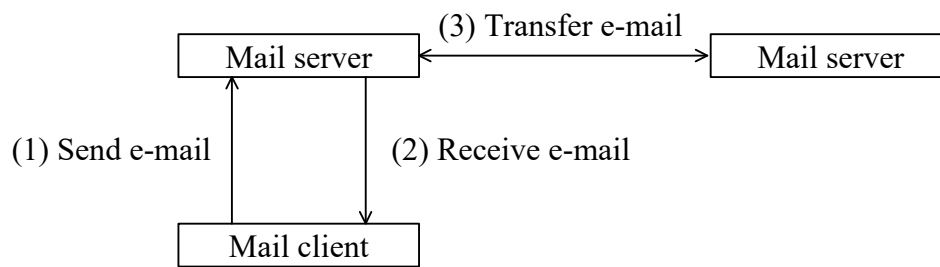 (3) Transfer e-mail
Mail server
Mail server
(1) Send e-mail
(2) Receive e-mail
Mail client